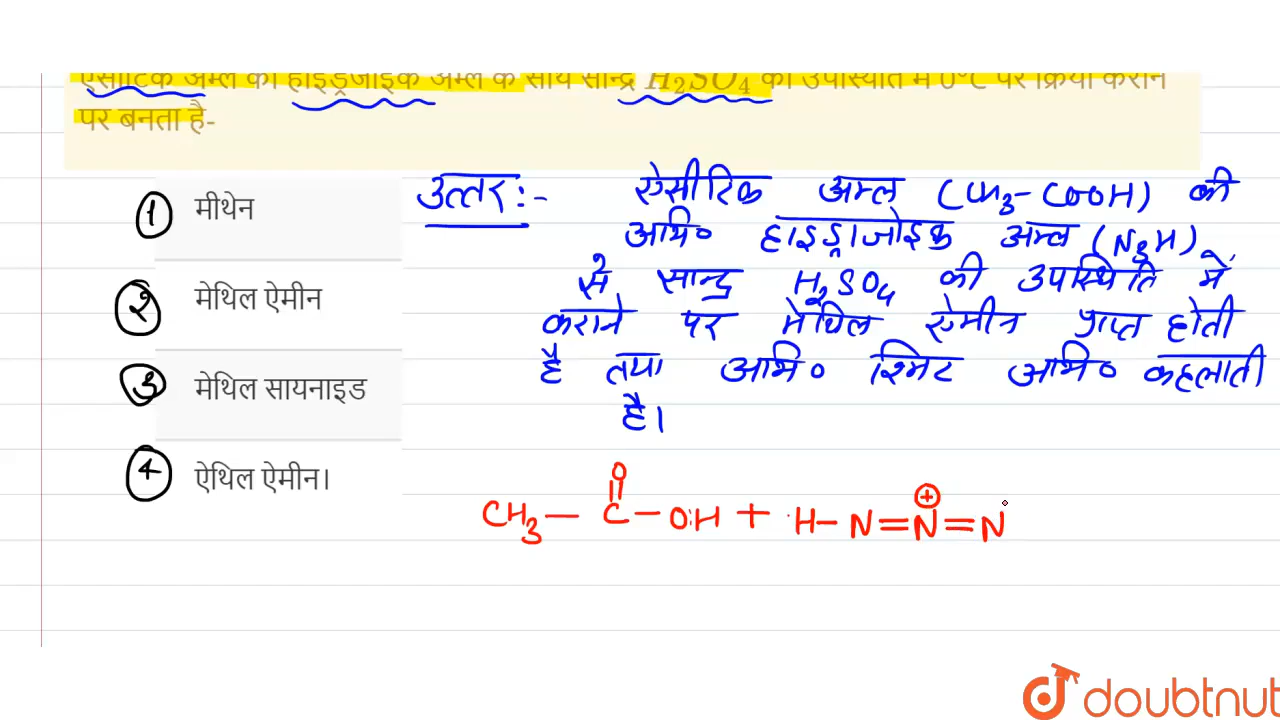 एसीटिक अम्ल की हाइड्रेजोइक अम्ल के साथ सान्द्र H₂SO₄ की उपस्थिति में 0°C पर क्रिया कराने
पर बनता है-
1 मीथेन
2 मेथिल ऐमीन
3 मेथिल सायनाइड
4 ऐथिल ऐमीन।
उत्तर:- ऐसीटिक अम्ल (CH₃-COOH) की
अभि० हाइड्राजोइक अम्ल (N₃H)
से सान्द्र H₂SO₄ की उपस्थिति में
कराने पर मेथिल ऐमीन प्राप्त होती
है तथा अभि० श्मिट अभि० कहलाती
है।
O
CH₃ — C — OH + H — N = N⊕ = N
doubtnut